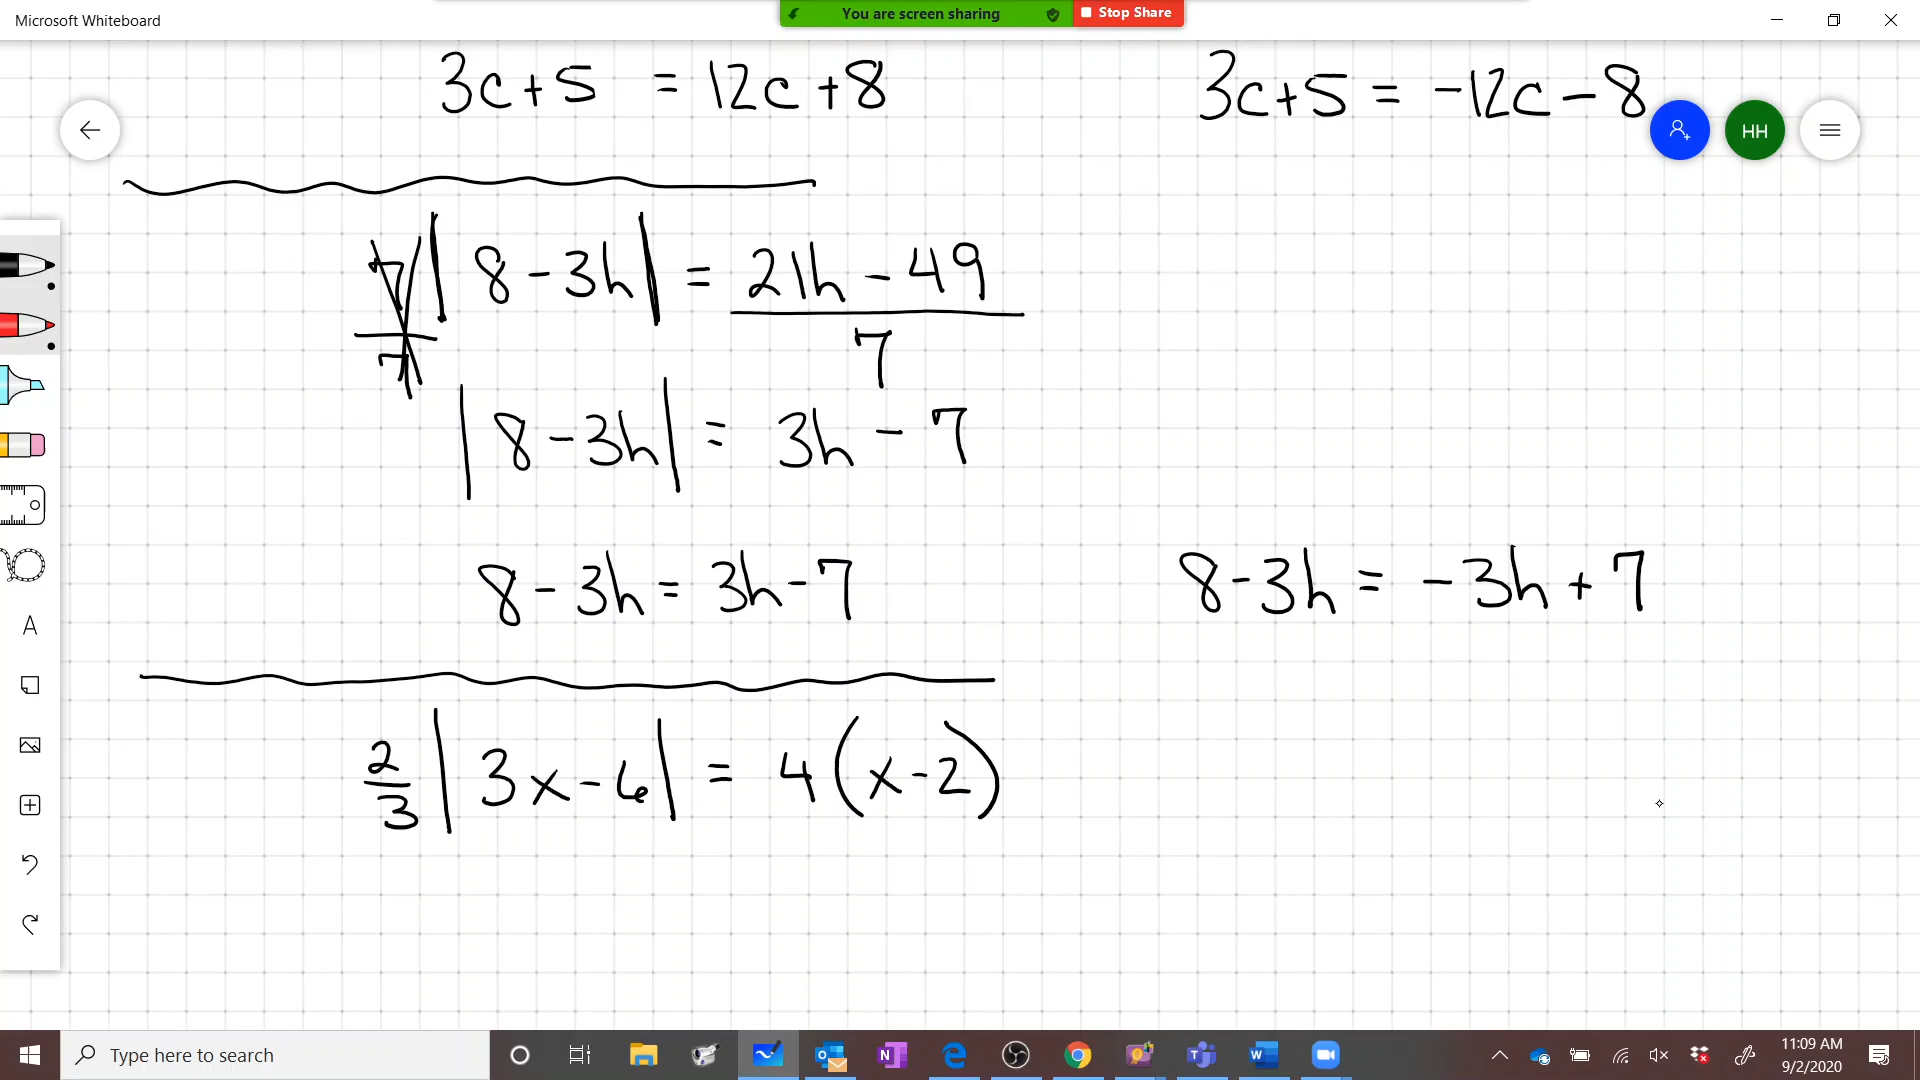 Microsoft Whiteboard
You are screen sharing
Stop Share
3c+5 = 12c+8
3c+5 = -12c-8
HH
7|8-3h| = 21h-49
7 7
|8-3h| = 3h-7
8-3h = 3h-7
8-3h = -3h+7
2/3|3x-6| = 4(x-2)
A
Type here to search
11:09 AM
9/2/2020